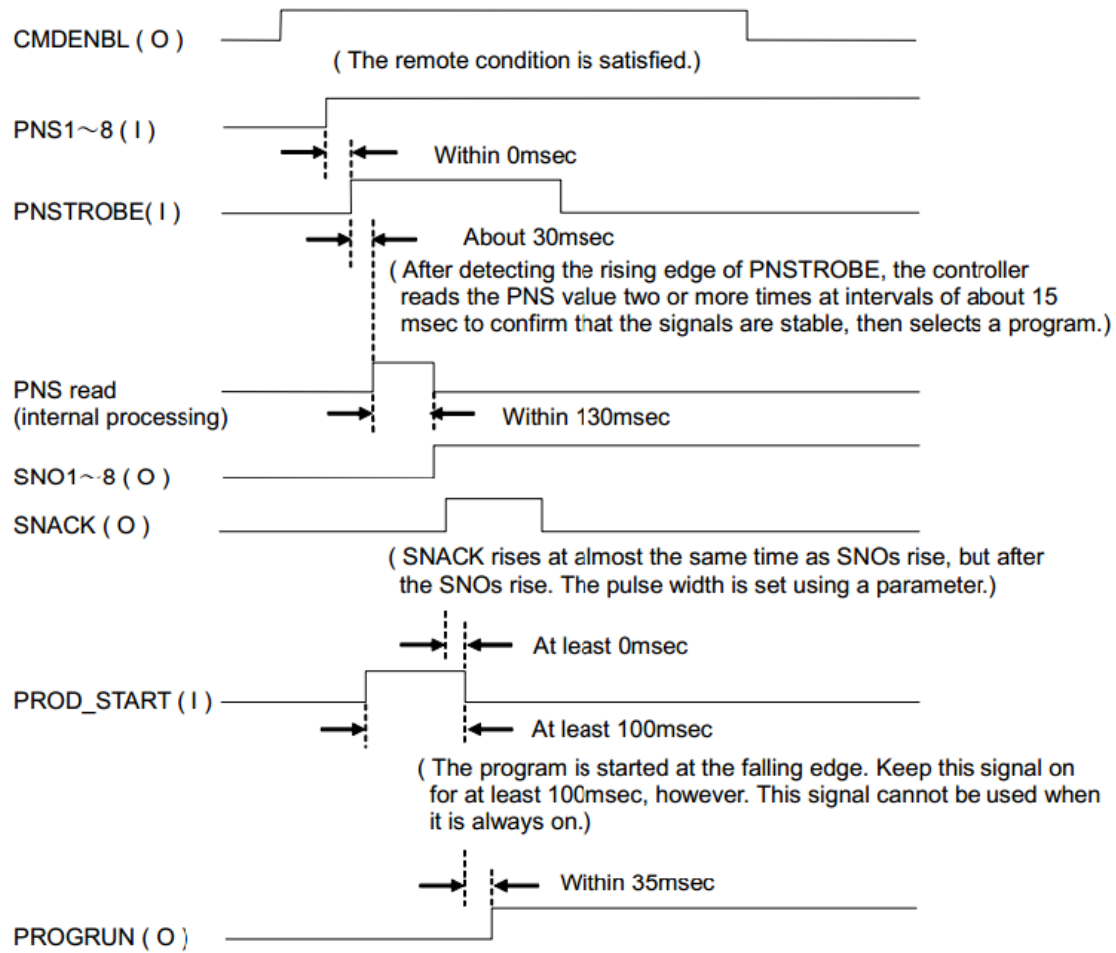 CMDENBL ( O )
( The remote condition is satisfied.)
PNS1～8 ( I )
Within 0msec
PNSTROBE( I )
About 30msec
( After detecting the rising edge of PNSTROBE, the controller
reads the PNS value two or more times at intervals of about 15
msec to confirm that the signals are stable, then selects a program.)
PNS read
(internal processing)
Within 130msec
SNO1～8 ( O )
SNACK ( O )
( SNACK rises at almost the same time as SNOs rise, but after
the SNOs rise. The pulse width is set using a parameter.)
At least 0msec
PROD_START ( I )
At least 100msec
( The program is started at the falling edge. Keep this signal on
for at least 100msec, however. This signal cannot be used when
it is always on.)
Within 35msec
PROGRUN ( O )